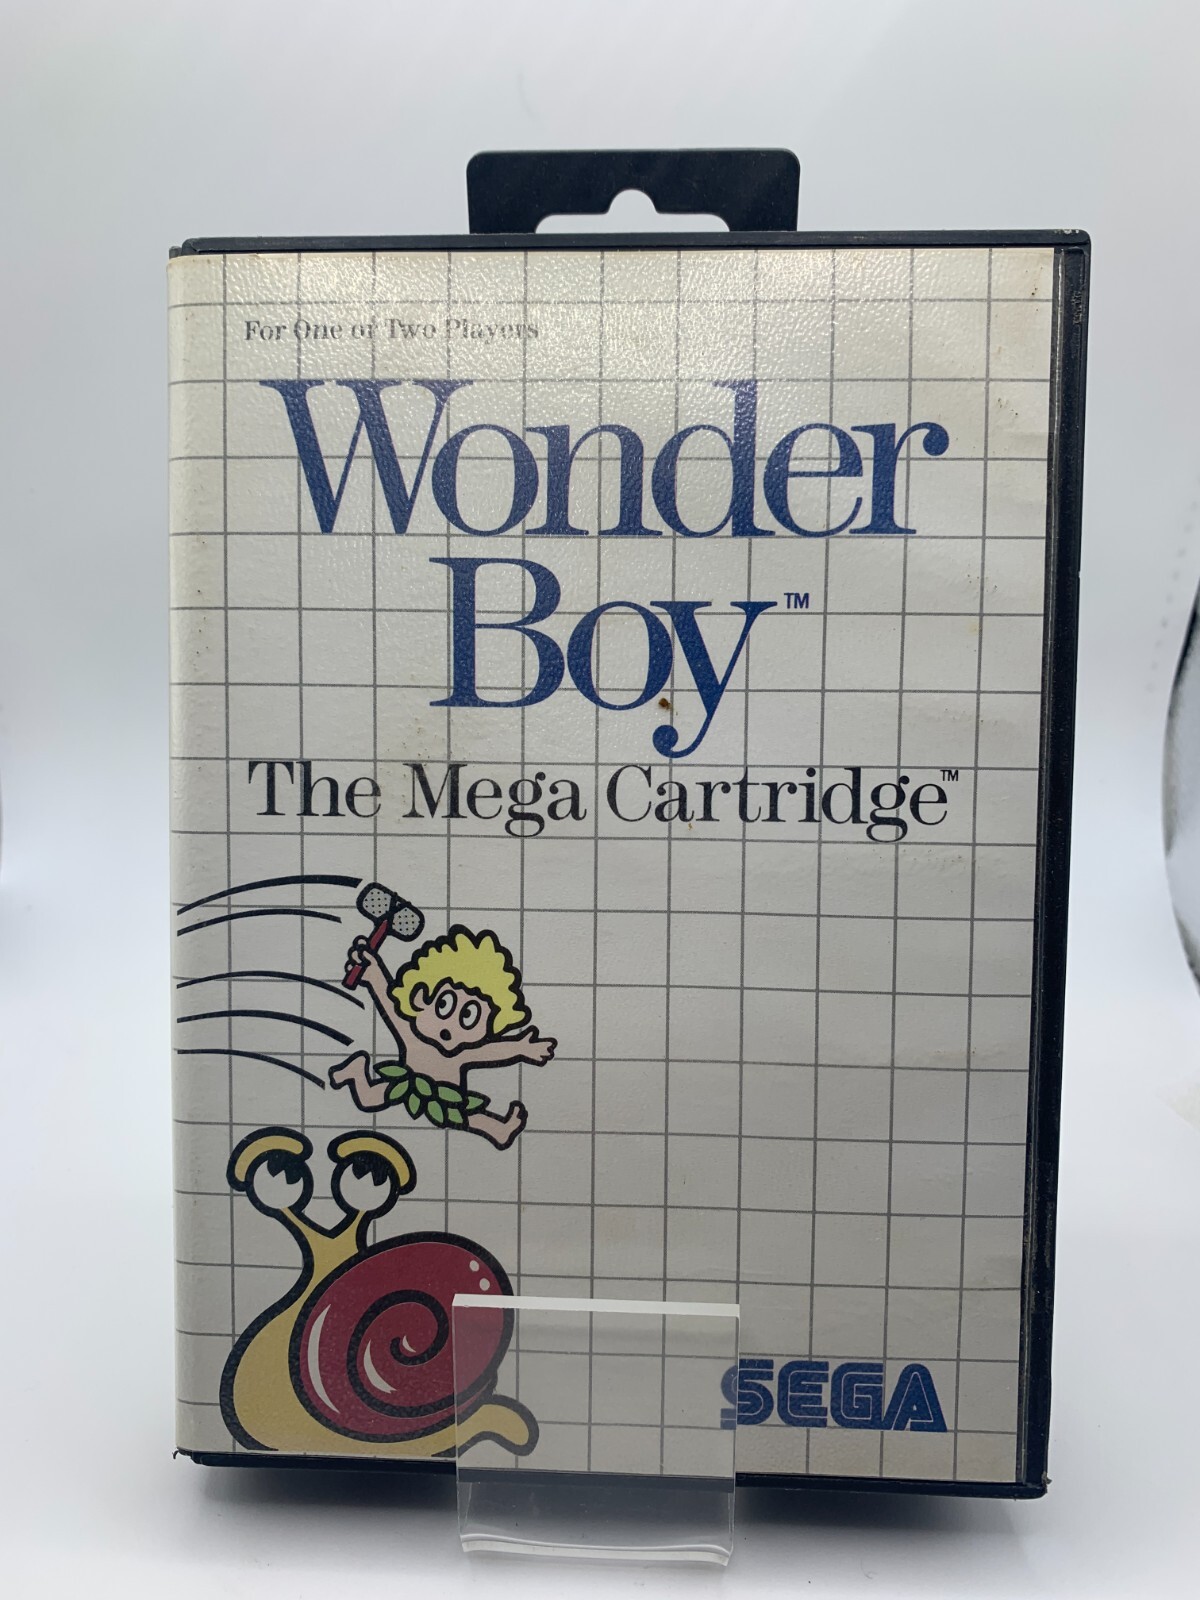 For One or Two Players
Wonder
Boy™
The Mega Cartridge™
SEGA